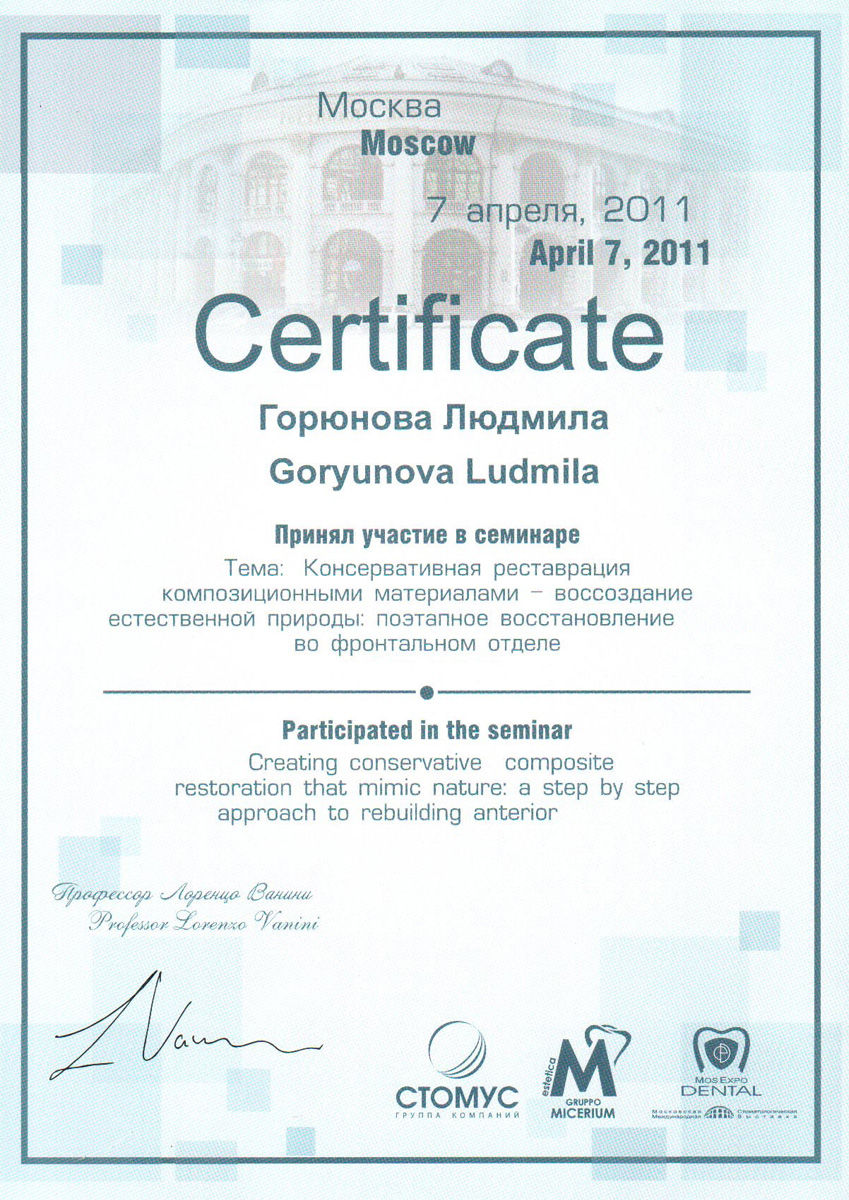 Москва
Moscow
7 апреля, 2011
April 7, 2011
Certificate
Горюнова Людмила
Goryunova Ludmila
Принял участие в семинаре
Тема: Консервативная реставрация
композиционными материалами – воссоздание
естественной природы: поэтапное восстановление
во фронтальном отделе
Participated in the seminar
Creating conservative composite
restoration that mimic nature: a step by step
approach to rebuilding anterior
Профессор Лоренцо Ванини
Professor Lorenzo Vanini
L Vanini
СТОМУС
ГРУППА КОМПАНИЙ
estetica
M
GRUPPO
MICERIUM
MOSEXPO
DENTAL
Московская Стоматологическая
Международная Выставка